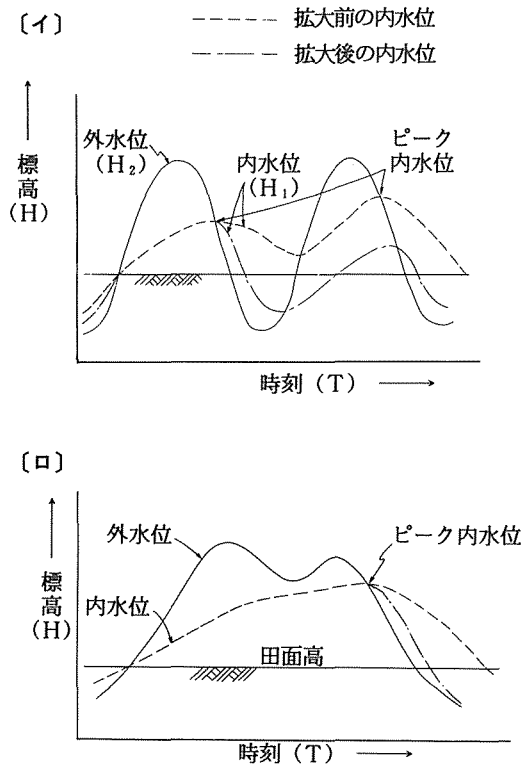 〔イ〕
拡大前の内水位
拡大後の内水位
外水位
(H₂)
内水位
(H₁)
ピーク
内水位
標高
(H)
時刻(T)
〔ロ〕
外水位
ピーク内水位
内水位
標高
(H)
田面高
時刻(T)